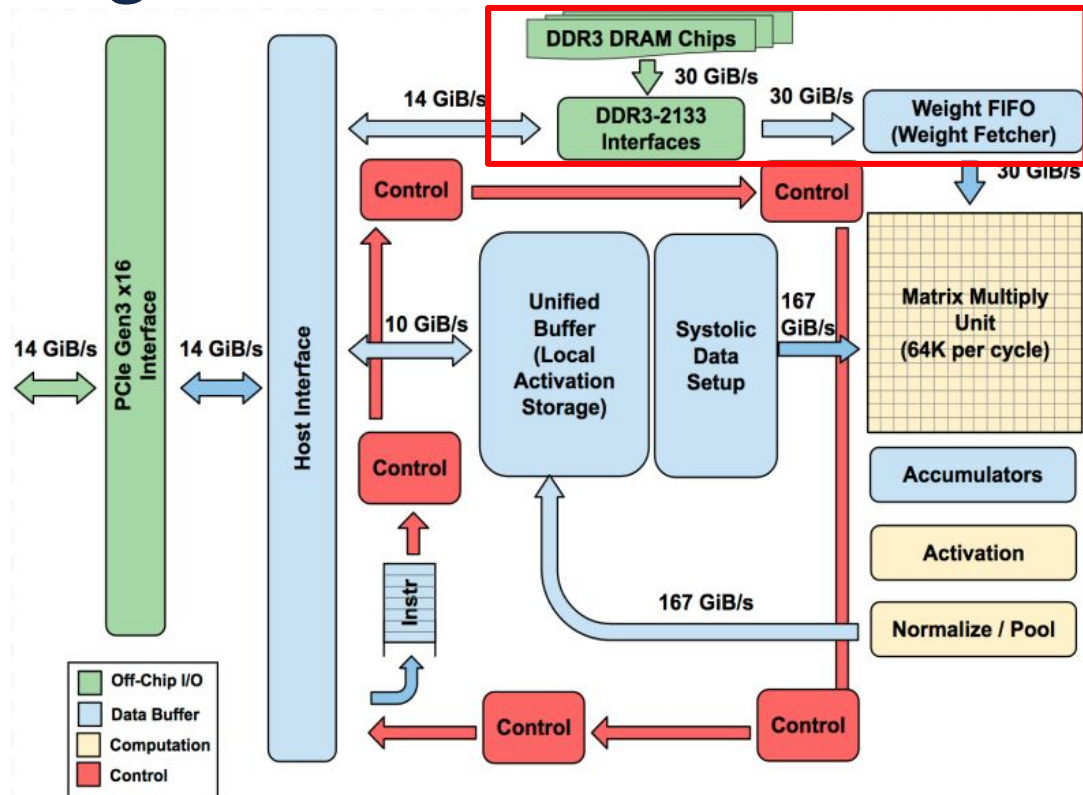 g
DDR3 DRAM Chips
30 GiB/s
14 GiB/s
30 GiB/s
DDR3-2133
Interfaces
Weight FIFO
(Weight Fetcher)
30 GiB/s
Control
Control
Unified
Buffer
(Local
Activation
Storage)
Systolic
Data
Setup
167
GiB/s
Matrix Multiply
Unit
(64K per cycle)
10 GiB/s
14 GiB/s
PCIe Gen3 x16
Interface
14 GiB/s
Host Interface
Control
Accumulators
Activation
Instr
167 GiB/s
Normalize / Pool
Control
Control
Off-Chip I/O
Data Buffer
Computation
Control